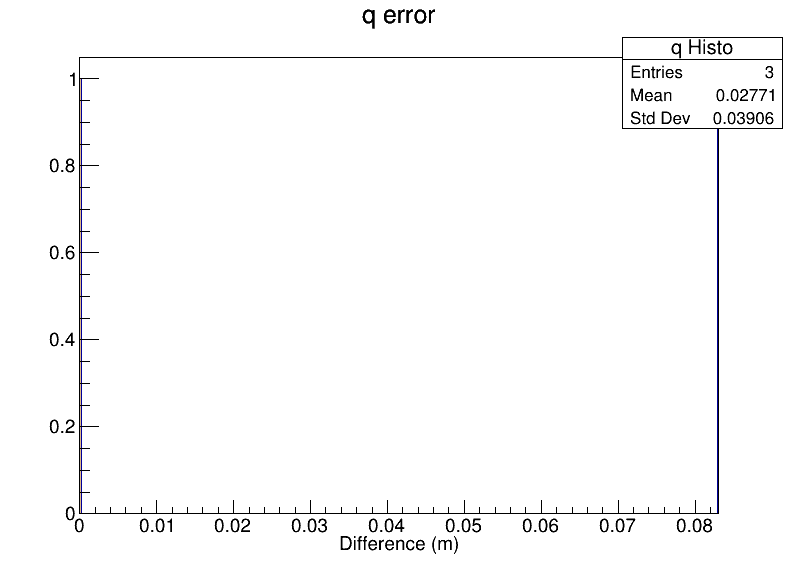 q error
q Histo
Entries 3
Mean 0.02771
Std Dev 0.03906
1
0.8
0.6
0.4
0.2
0
0 0.01 0.02 0.03 0.04 0.05 0.06 0.07 0.08
Difference (m)